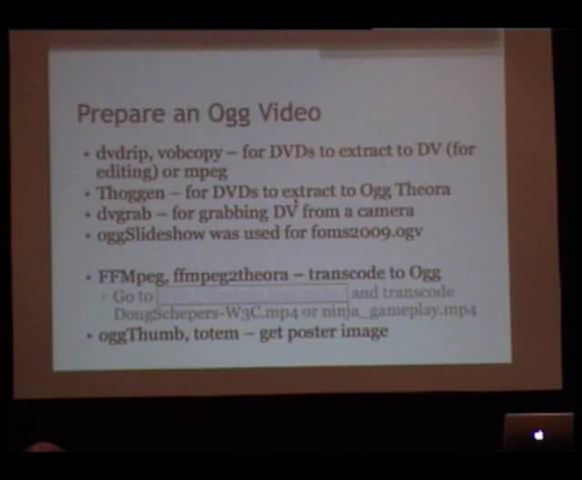 Prepare an Ogg Video
• dvdrip, vobcopy – for DVDs to extract to DV (for
editing) or mpeg
• Thoggen – for DVDs to extract to Ogg Theora
• dvgrab – for grabbing DV from a camera
• oggSlideshow was used for foms2009.ogv
• FFMpeg, ffmpeg2theora – transcode to Ogg
◦ Go to and transcode
DougSchepers-W3C.mp4 or ninja_gameplay.mp4
• oggThumb, totem – get poster image